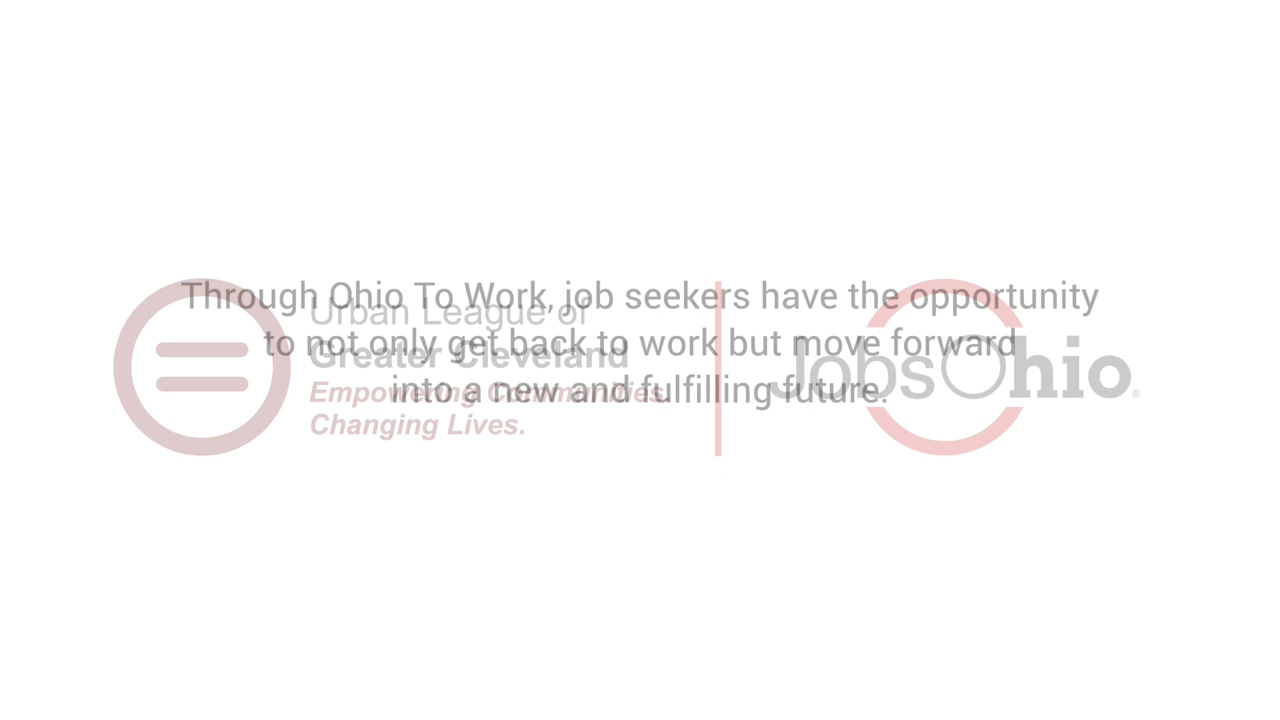 Through Ohio To Work, job seekers have the opportunity
to not only get back to work but move forward
into a new and fulfilling future.
Urban League of
Greater Cleveland
Empowering Communities.
Changing Lives.
JobsOhio®